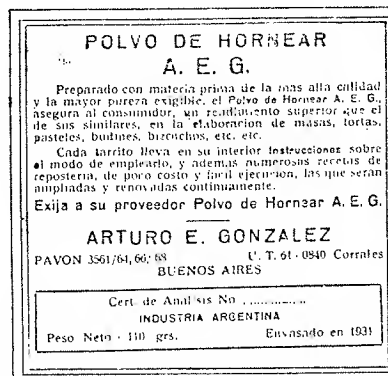 POLVO DE HORNEAR
A. E. G.
Preparado con materia prima de la mas alta calidad
y la mayor pureza exigible, el Polvo de Hornear A. E. G.,
asegura al consumidor, un rendimiento superior que el
de sus similares, en la elaboracion de masas, tortas,
pasteles, budines, bizcochos, etc. etc.
Cada tarrito lleva en su interior Instrucciones sobre
el modo de emplearlo, y ademas numerosas recetas de
reposteria, de poco costo y facil ejecucion, las que serán
ampliadas y renovadas continuamente.
Exija a su proveedor Polvo de Hornear A. E. G.
ARTURO E. GONZALEZ
PAVON 3561/64, 66/ 68 U. T. 61 - 0840 Corrales
BUENOS AIRES
Cert. de Analisis No ............
INDUSTRIA ARGENTINA
Peso Neto - 110 grs. Envasado en 1931